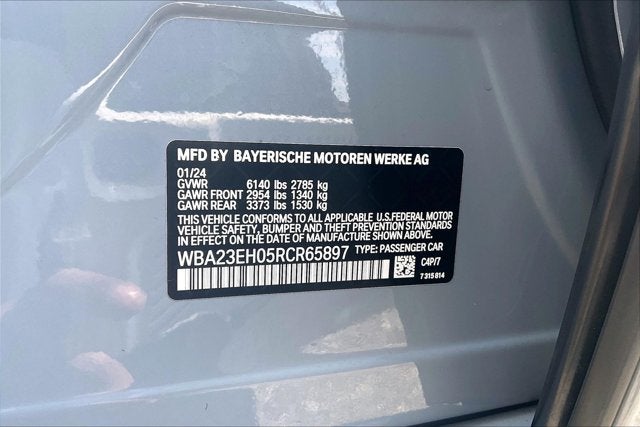 MFD BY BAYERISCHE MOTOREN WERKE AG
01/24
GVWR 6140 lbs 2785 kg
GAWR FRONT 2954 lbs 1340 kg
GAWR REAR 3373 lbs 1530 kg
THIS VEHICLE CONFORMS TO ALL APPLICABLE U.S.FEDERAL MOTOR
VEHICLE SAFETY, BUMPER, AND THEFT PREVENTION STANDARDS
IN EFFECT ON THE DATE OF MANUFACTURE SHOWN ABOVE.
WBA23EH05RCR65897 TYPE: PASSENGER CAR
C4P/7
7 315 814